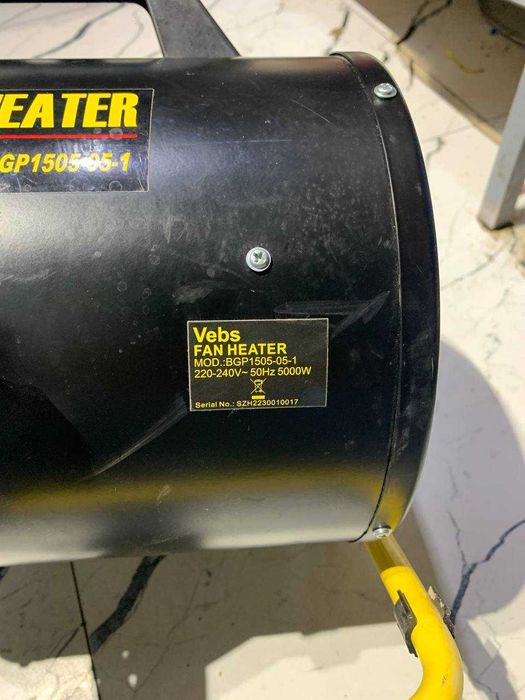 EATER
GP1505-05-1
Vebs
FAN HEATER
MOD.:BGP1505-05-1
220-240V~ 50Hz 5000W
Serial No.: SZH2230010017